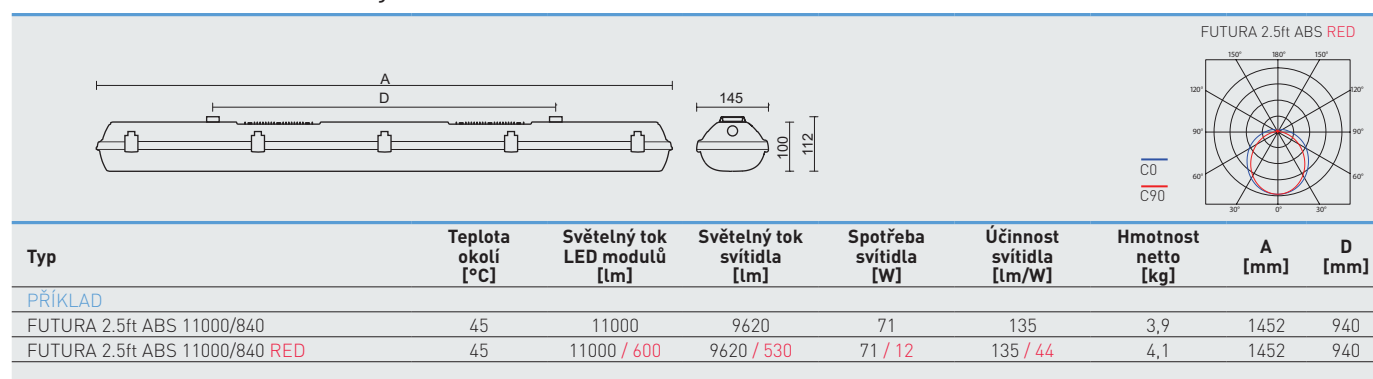 FUTURA 2.5ft ABS RED
A
D
145
100
112
150° 180° 150°
120° 120°
90° 90°
60° 60°
30° 0° 30°
C0
C90
Typ Teplota okolí [°C] Světelný tok LED modulů [lm] Světelný tok svítidla [lm] Spotřeba svítidla [W] Účinnost svítidla [lm/W] Hmotnost netto [kg] A [mm] D [mm]
PŘÍKLAD
FUTURA 2.5ft ABS 11000/840 45 11000 9620 71 135 3,9 1452 940
FUTURA 2.5ft ABS 11000/840 RED 45 11000 / 600 9620 / 530 71 / 12 135 / 44 4,1 1452 940